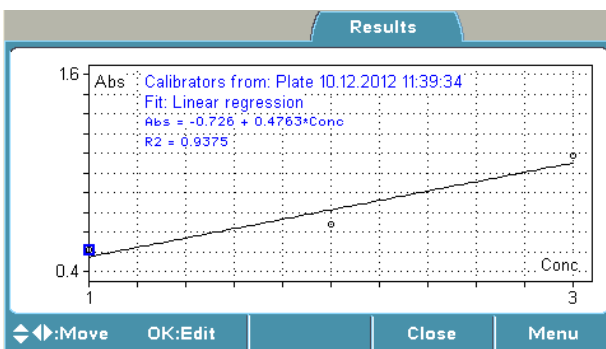 Results
1.6
Abs
Calibrators from: Plate 10.12.2012 11:39:34
Fit: Linear regression
Abs = -0.726 + 0.4763*Conc
R2 = 0.9375
0.4
Conc.
1
3
:Move
OK:Edit
Close
Menu